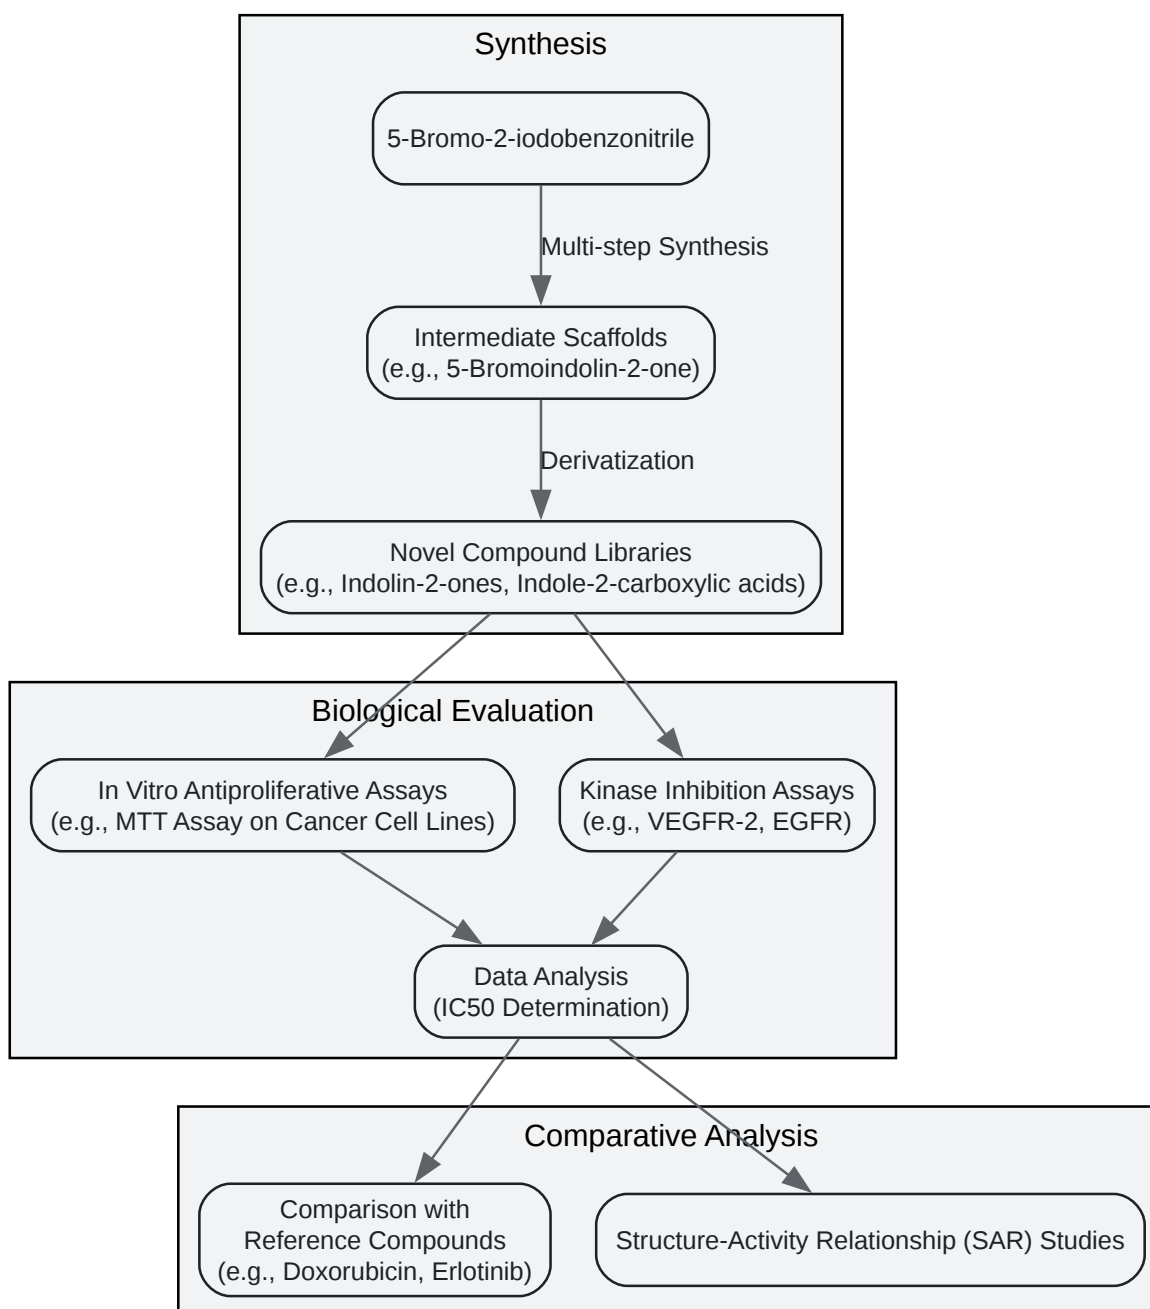 Synthesis
5-Bromo-2-iodobenzonitrile
Multi-step Synthesis
Intermediate Scaffolds
(e.g., 5-Bromoindolin-2-one)
Derivatization
Novel Compound Libraries
(e.g., Indolin-2-ones, Indole-2-carboxylic acids)
Biological Evaluation
In Vitro Antiproliferative Assays
(e.g., MTT Assay on Cancer Cell Lines)
Kinase Inhibition Assays
(e.g., VEGFR-2, EGFR)
Data Analysis
(IC50 Determination)
Comparative Analysis
Comparison with
Reference Compounds
(e.g., Doxorubicin, Erlotinib)
Structure-Activity Relationship (SAR) Studies